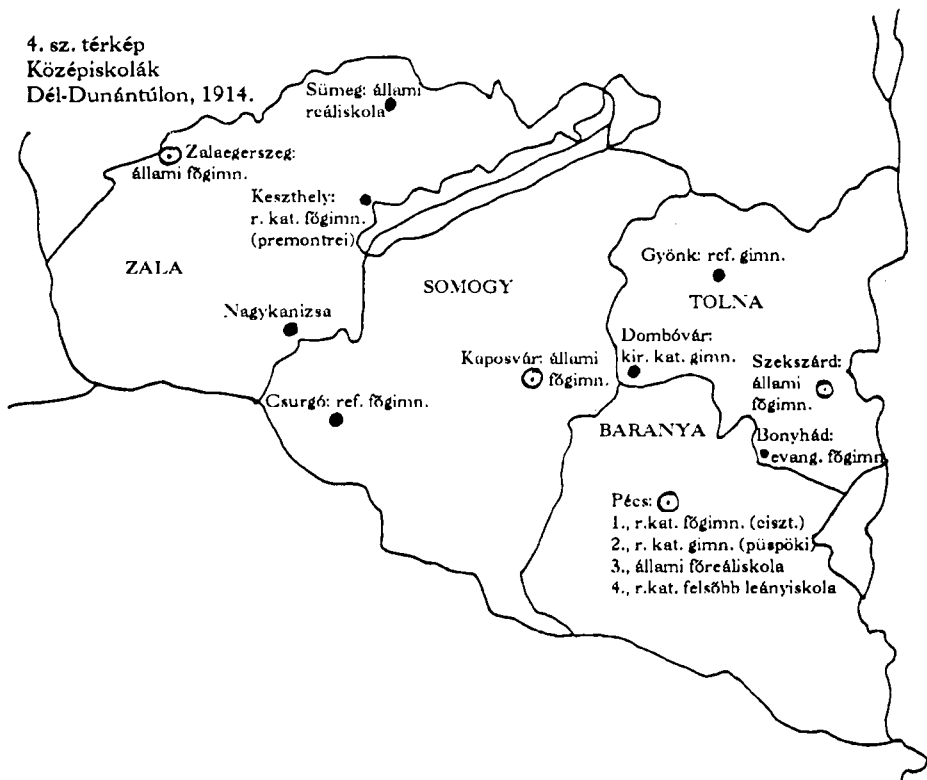 4. sz. térkép
Középiskolák
Dél-Dunántúlon, 1914.
Sümeg: állami
reáliskola
Zalaegerszeg:
állami főgimn.
Keszthely:
r. kat. főgimn.
(premontrei)
ZALA
SOMOGY
Gyönk: ref. gimn.
TOLNA
Nagykanizsa
Dombóvár:
kir. kat. gimn.
Kaposvár: állami
főgimn.
Szekszárd:
állami
főgimn.
Csurgó: ref. főgimn.
BARANYA
Bonyhád:
evang. főgimn.
Pécs:
1., r.kat. főgimn. (ciszt.)
2., r. kat. gimn. (püspöki)
3., állami főreáliskola
4., r.kat. felsőbb leányiskola